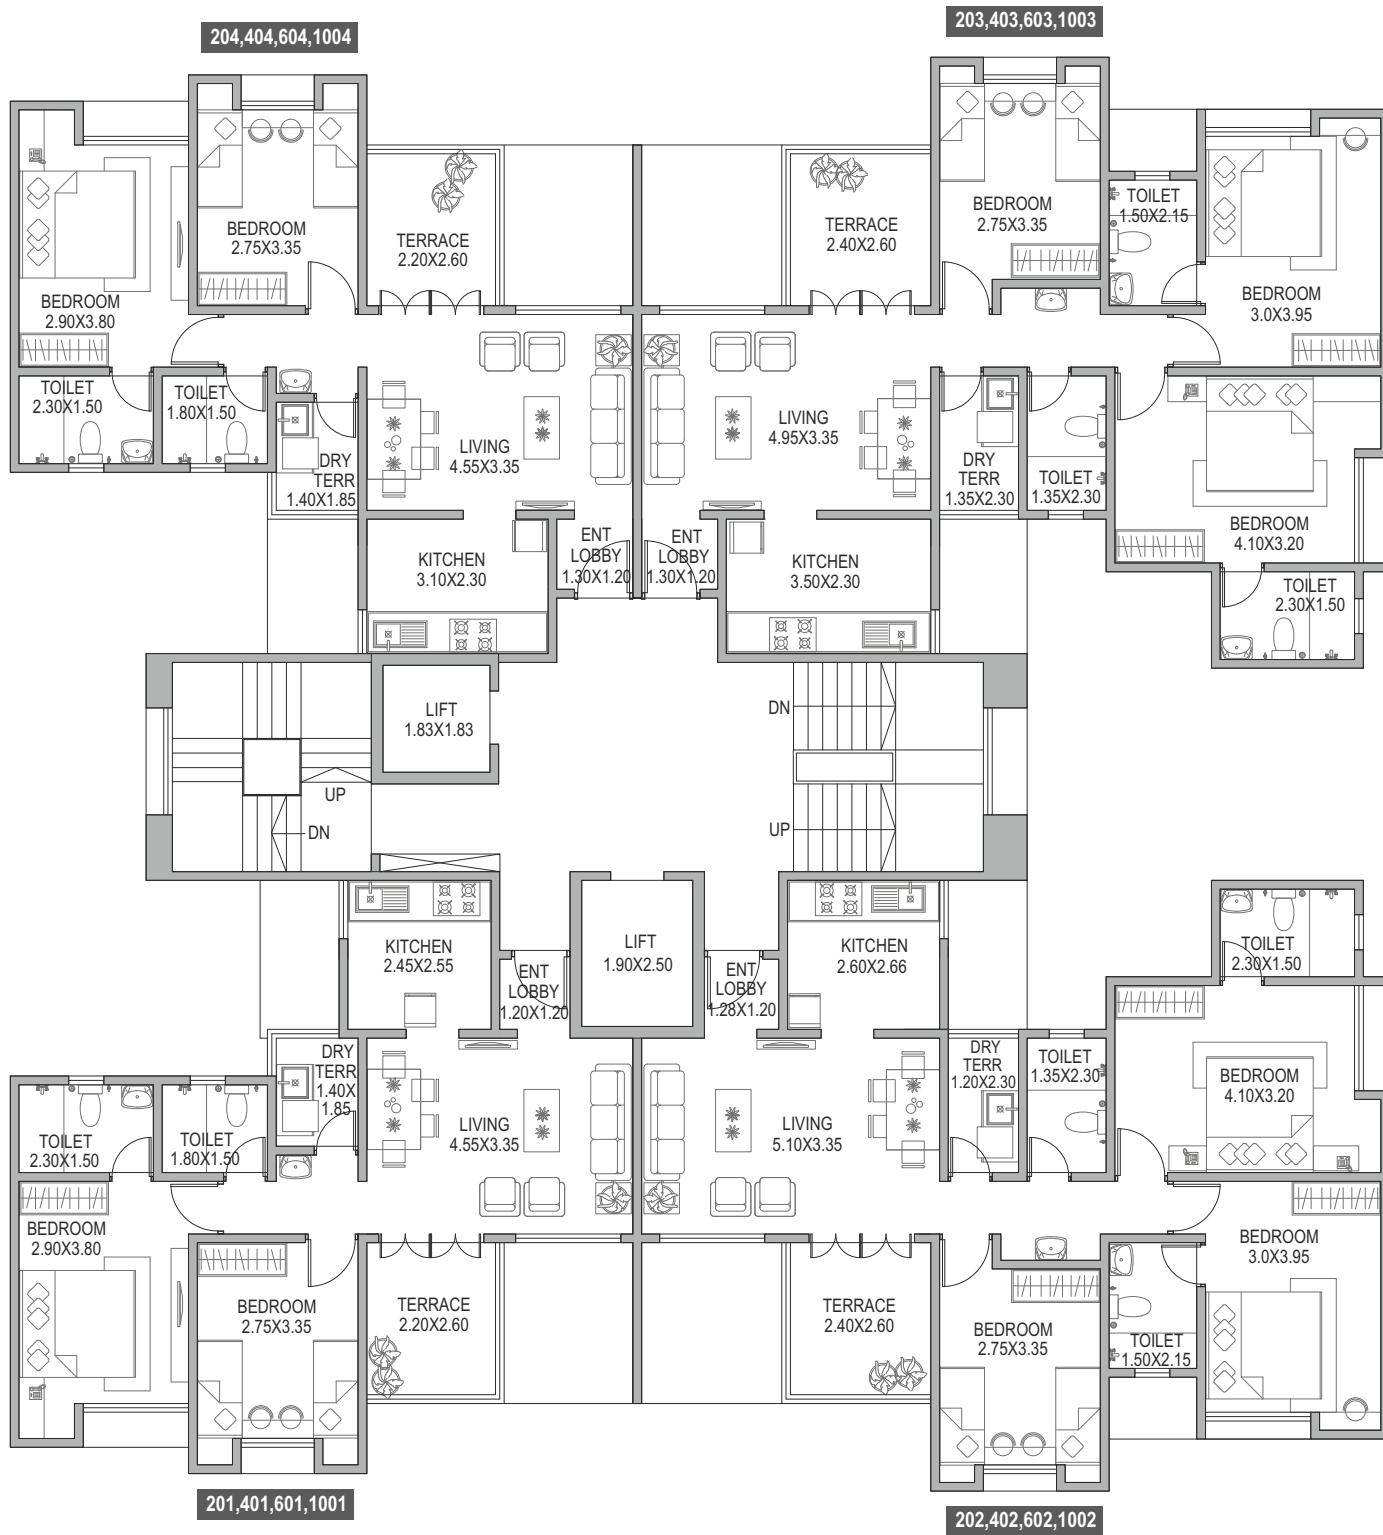 204,404,604,1004
203,403,603,1003
BEDROOM
2.90X3.80
BEDROOM
2.75X3.35
TERRACE
2.20X2.60
TERRACE
2.40X2.60
BEDROOM
2.75X3.35
TOILET
1.50X2.15
BEDROOM
3.0X3.95
TOILET
2.30X1.50
TOILET
1.80X1.50
DRY
TERR
1.40X1.85
LIVING
4.55X3.35
LIVING
4.95X3.35
DRY
TERR
1.35X2.30
TOILET
1.35X2.30
BEDROOM
4.10X3.20
KITCHEN
3.10X2.30
ENT
LOBBY
1.30X1.20
ENT
LOBBY
1.30X1.20
KITCHEN
3.50X2.30
TOILET
2.30X1.50
LIFT
1.83X1.83
UP
DN
DN
UP
KITCHEN
2.45X2.55
ENT
LOBBY
1.20X1.20
LIFT
1.90X2.50
ENT
LOBBY
1.28X1.20
KITCHEN
2.60X2.66
TOILET
2.30X1.50
TOILET
2.30X1.50
TOILET
1.80X1.50
DRY
TERR
1.40X
1.85
LIVING
4.55X3.35
LIVING
5.10X3.35
DRY
TERR
1.20X2.30
TOILET
1.35X2.30
BEDROOM
4.10X3.20
BEDROOM
2.90X3.80
BEDROOM
2.75X3.35
TERRACE
2.20X2.60
TERRACE
2.40X2.60
BEDROOM
2.75X3.35
TOILET
1.50X2.15
BEDROOM
3.0X3.95
201,401,601,1001
202,402,602,1002